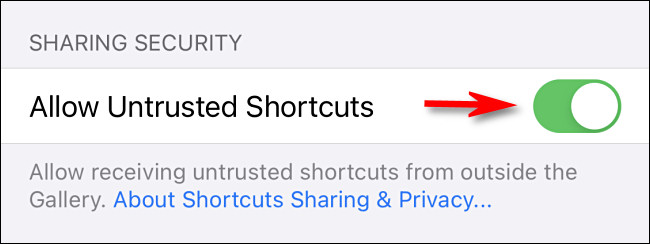 SHARING SECURITY
Allow Untrusted Shortcuts
Allow receiving untrusted shortcuts from outside the
Gallery. About Shortcuts Sharing & Privacy...